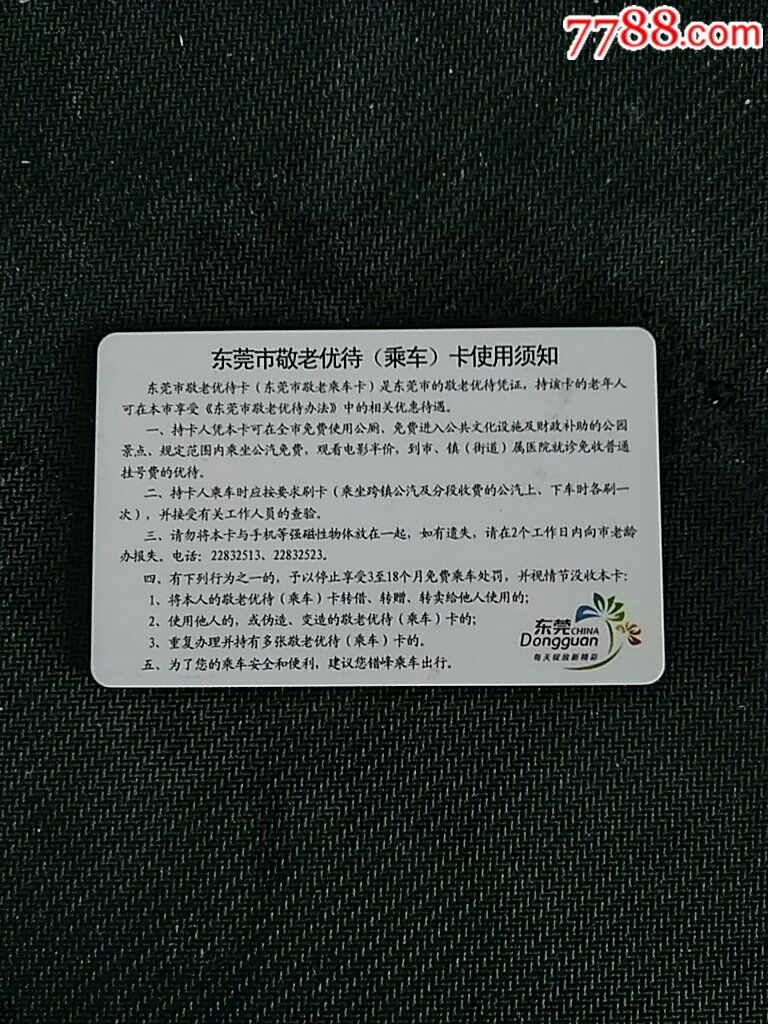 7788.com
东莞市敬老优待（乘车）卡使用须知
东莞市敬老优待卡（东莞市敬老乘车卡）是东莞市的敬老优待凭证，持该卡的老年人
可在本市享受《东莞市敬老优待办法》中的相关优惠待遇。
一、持卡人凭本卡可在全市免费使用公厕、免费进入公共文化设施及财政补助的公园
景点、规定范围内乘坐公汽免费，观看电影半价，到市、镇（街道）属医院就诊免收普通
挂号费的优待。
二、持卡人乘车时应按要求刷卡（乘坐跨镇公汽及分段收费的公汽上、下车时各刷一
次），并接受有关工作人员的查验。
三、请勿将本卡与手机等强磁性物体放在一起，如有遗失，请在2个工作日内向市老龄
办报失。电话：22832513、22832523。
四、有下列行为之一的，予以停止享受3至18个月免费乘车处罚，并视情节没收本卡：
1、将本人的敬老优待（乘车）卡转借、转赠、转卖给他人使用的；
2、使用他人的，或伪造、变造的敬老优待（乘车）卡的；
3、重复办理并持有多张敬老优待（乘车）卡的。
五、为了您的乘车安全和便利，建议您错峰乘车出行。
东莞CHINA
Dongguan
每天绽放新精彩